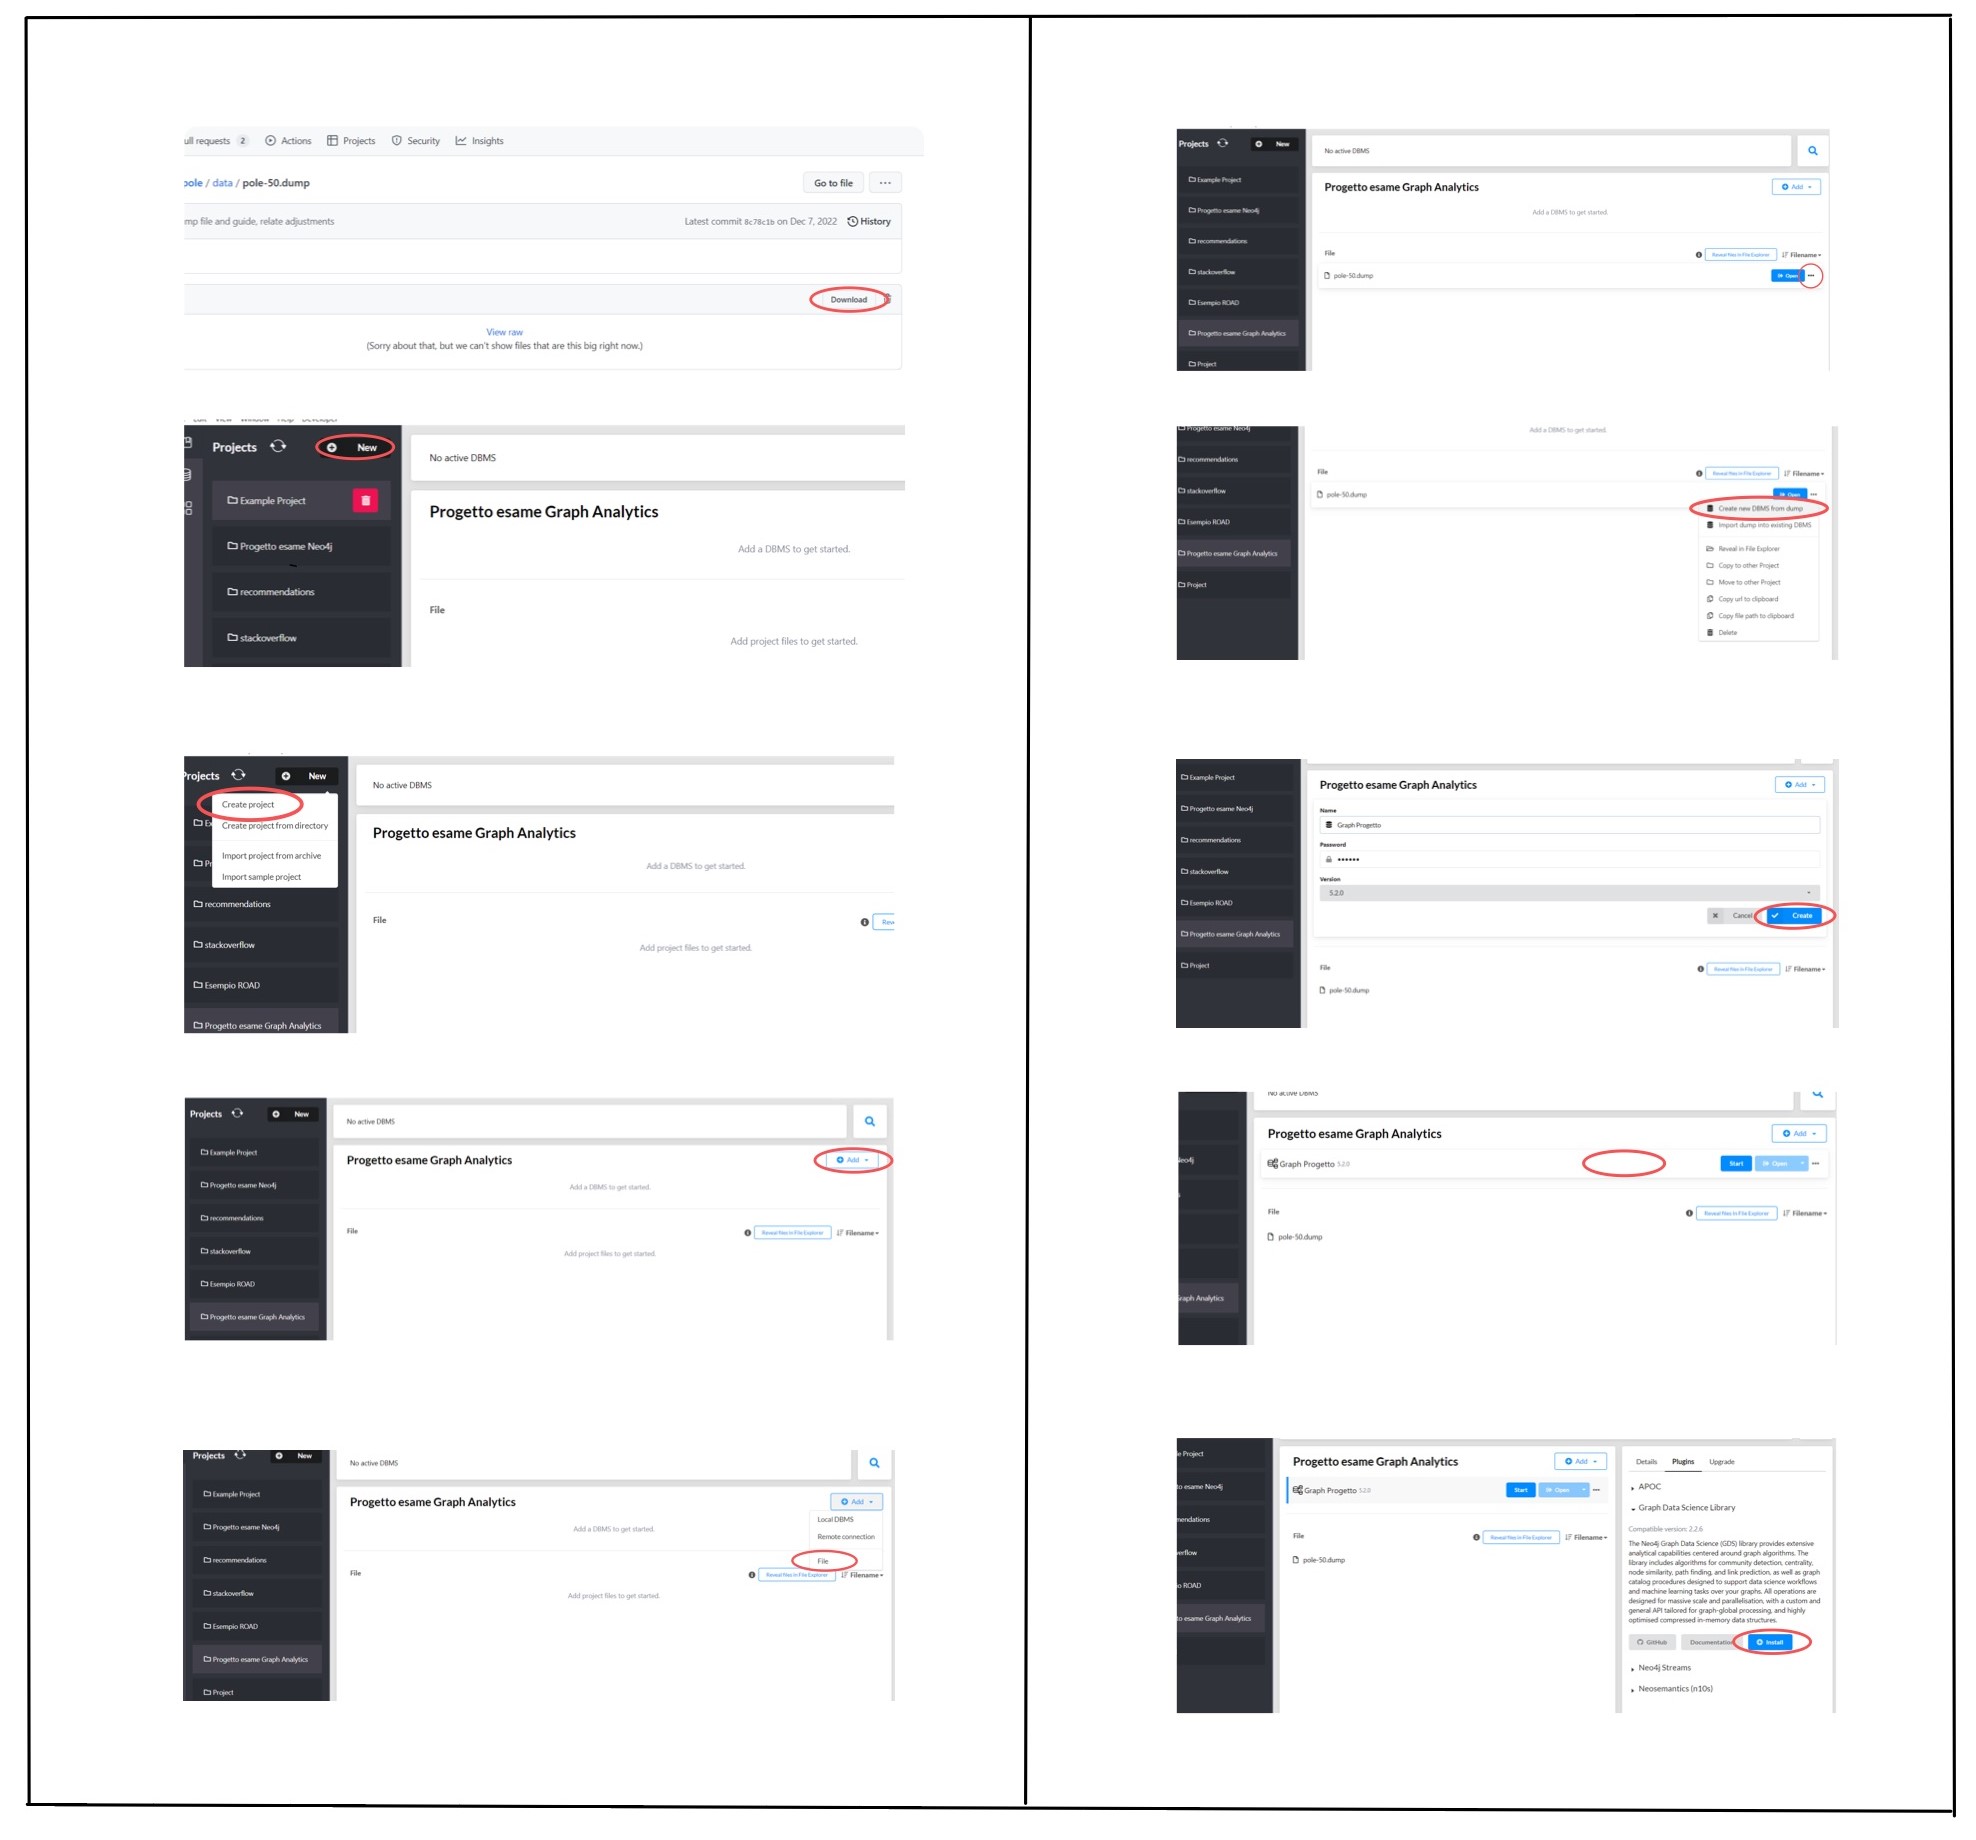 ull requests 2 Actions Projects Security Insights
pole / data / pole-50.dump Go to file ...
mp file and guide, relate adjustments Latest commit 8c78c1b on Dec 7, 2022 History
Download
View raw
(Sorry about that, but we can't show files that are this big right now.)
Edit View Window Help Developer
Projects New
No active DBMS
Example Project
Progetto esame Graph Analytics
Progetto esame Neo4j
Add a DBMS to get started.
recommendations
File
stackoverflow
Add project files to get started.
Projects New
No active DBMS
Create project
Create project from directory
Progetto esame Graph Analytics
Import project from archive
Add a DBMS to get started.
Import sample project
recommendations
File Rev
stackoverflow
Add project files to get started.
Esempio ROAD
Progetto esame Graph Analytics
Projects New
No active DBMS
Example Project
Progetto esame Graph Analytics Add
Progetto esame Neo4j
Add a DBMS to get started.
recommendations
File Reveal files in File Explorer Filename
stackoverflow
Add project files to get started.
Esempio ROAD
Progetto esame Graph Analytics
Projects New
No active DBMS
Example Project
Progetto esame Graph Analytics Add
Local DBMS
Progetto esame Neo4j
Add a DBMS to get started.
Remote connection
recommendations
File
File Reveal files in File Explorer Filename
stackoverflow
Add project files to get started.
Esempio ROAD
Progetto esame Graph Analytics
Project
Projects New
No active DBMS
Example Project
Progetto esame Graph Analytics Add
Progetto esame Neo4j
Add a DBMS to get started.
recommendations
File Reveal files in File Explorer Filename
stackoverflow
pole-50.dump Open ...
Esempio ROAD
Progetto esame Graph Analytics
Project
Progetto esame Neo4j
Add a DBMS to get started.
recommendations
File Reveal files in File Explorer Filename
stackoverflow
pole-50.dump Open ...
Create new DBMS from dump
Esempio ROAD
Import dump into existing DBMS
Progetto esame Graph Analytics
Reveal in File Explorer
Copy to other Project
Project
Move to other Project
Copy url to clipboard
Copy file path to clipboard
Delete
Example Project
Progetto esame Graph Analytics Add
Progetto esame Neo4j
Name
Graph Progetto
recommendations
Password
••••••
stackoverflow
Version
5.2.0
Esempio ROAD
Cancel Create
Progetto esame Graph Analytics
Project
File Reveal files in File Explorer Filename
pole-50.dump
No active DBMS
Progetto esame Graph Analytics Add
Neo4j
Graph Progetto 5.2.0 Start Open ...
File Reveal files in File Explorer Filename
pole-50.dump
Graph Analytics
le Project
Progetto esame Graph Analytics Add
Details Plugins Upgrade
to esame Neo4j
Graph Progetto 5.2.0 Start Open ...
APOC
Graph Data Science Library
mendations
Compatible version: 2.2.6
File Reveal files in File Explorer Filename
The Neo4j Graph Data Science (GDS) library provides extensive
analytical capabilities centered around graph algorithms. The
erflow
pole-50.dump
library includes algorithms for community detection, centrality,
node similarity, path finding, and link prediction, as well as graph
catalog procedures designed to support data science workflows
o ROAD
and machine learning tasks over your graphs. All operations are
designed for massive scale and parallelisation, with a custom and
general API tailored for graph-global processing, and highly
to esame Graph Analytics
optimised compressed in-memory data structures.
GitHub Documentation Install
Neo4j Streams
Neosemantics (n10s)